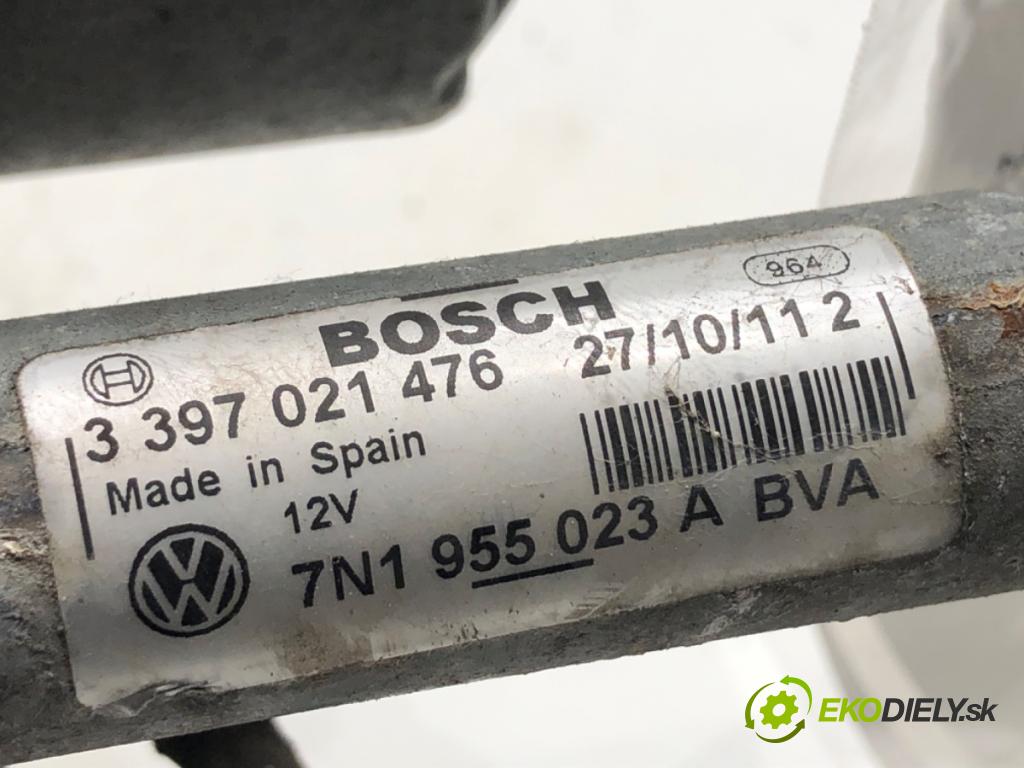 964
BOSCH
3 397 021 476 27/10/11 2
Made in Spain
12V
7N1 955 023 A BVA
EKODIELY.sk